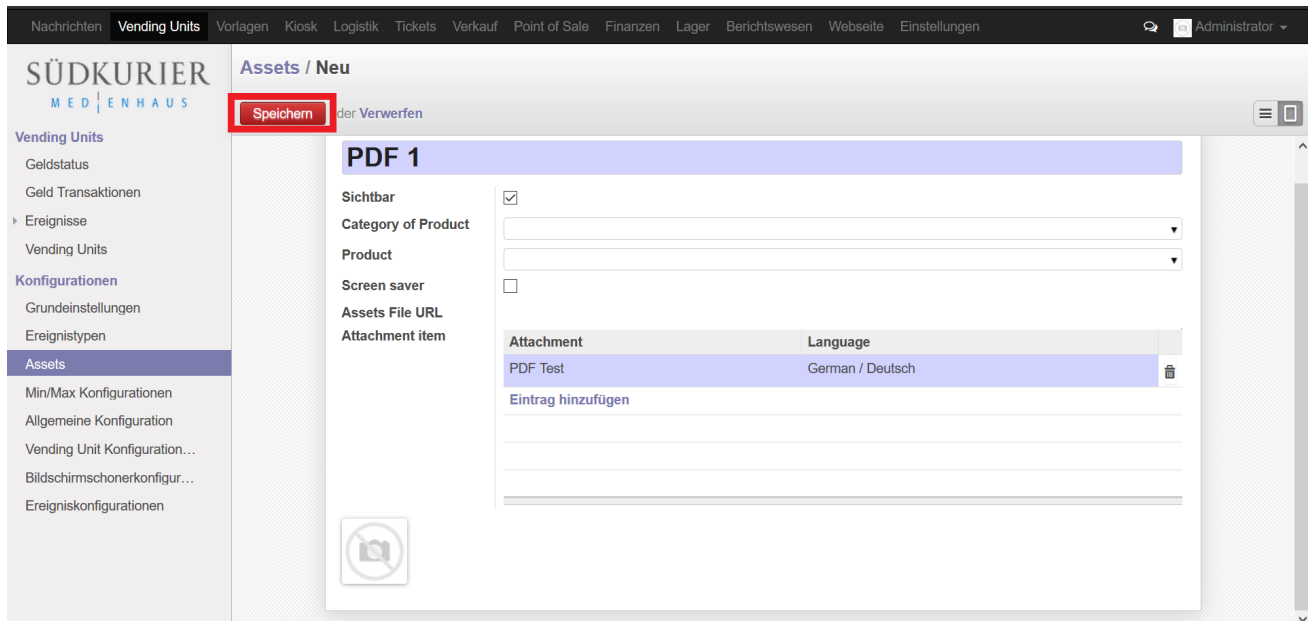 Nachrichten Vending Units Vorlagen Kiosk Logistik Tickets Verkauf Point of Sale Finanzen Lager Berichtswesen Webseite Einstellungen Administrator
SÜDKURIER
MEDIENHAUS
Vending Units
Geldstatus
Geld Transaktionen
Ereignisse
Vending Units
Konfigurationen
Grundeinstellungen
Ereignistypen
Assets
Min/Max Konfigurationen
Allgemeine Konfiguration
Vending Unit Konfiguration…
Bildschirmschonerkonfigur…
Ereigniskonfigurationen
Assets / Neu
Speichern der Verwerfen
PDF 1
Sichtbar
Category of Product
Product
Screen saver
Assets File URL
Attachment item
Attachment Language
PDF Test German / Deutsch
Eintrag hinzufügen